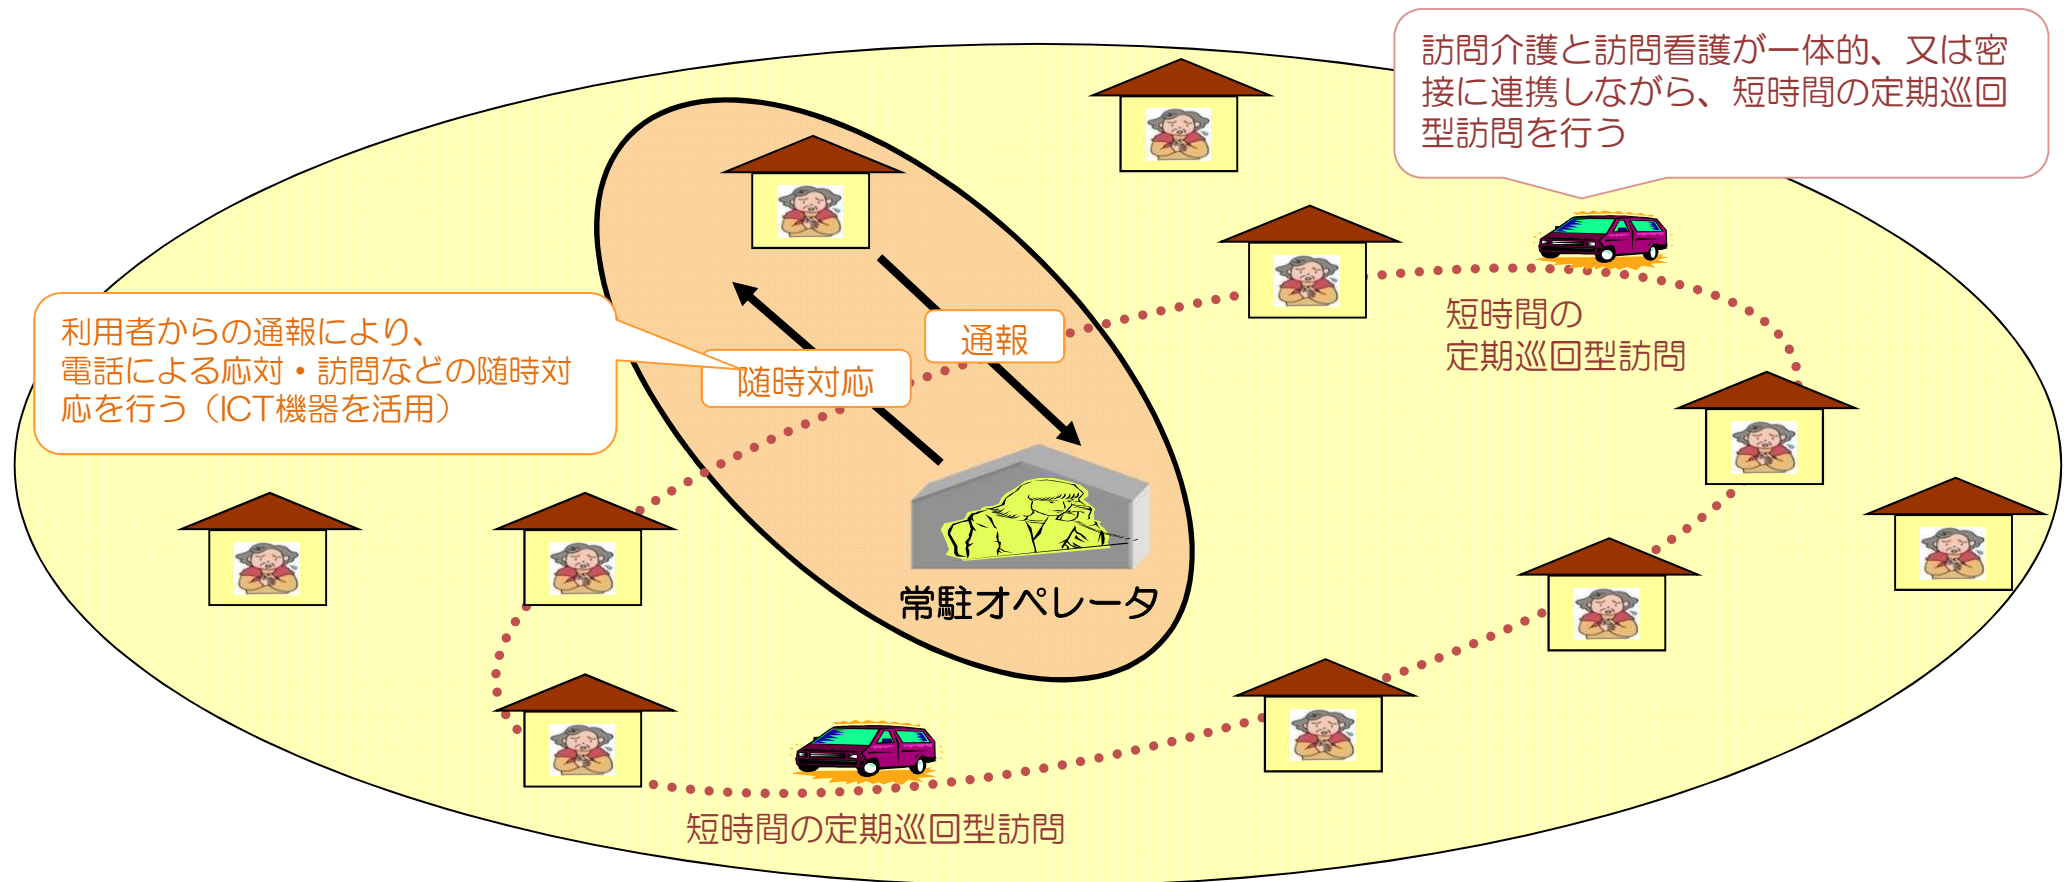 訪問介護と訪問看護が一体的、又は密
接に連携しながら、短時間の定期巡回
型訪問を行う
利用者からの通報により、
電話による応対・訪問などの随時対
応を行う（ICT機器を活用）
通報
随時対応
短時間の
定期巡回型訪問
常駐オペレータ
短時間の定期巡回型訪問